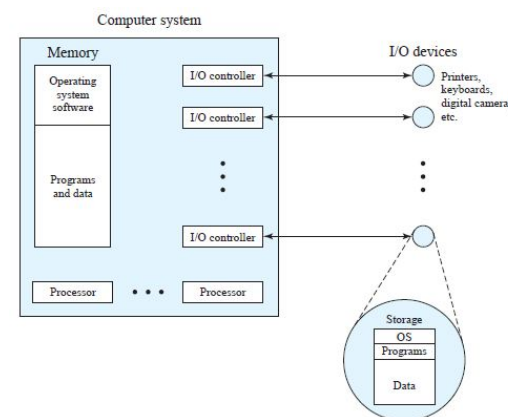 Computer system
Memory
Operating
system
software
Programs
and data
I/O controller
I/O controller
I/O controller
Processor
Processor
I/O devices
Printers,
keyboards,
digital camera
etc.
Storage
OS
Programs
Data